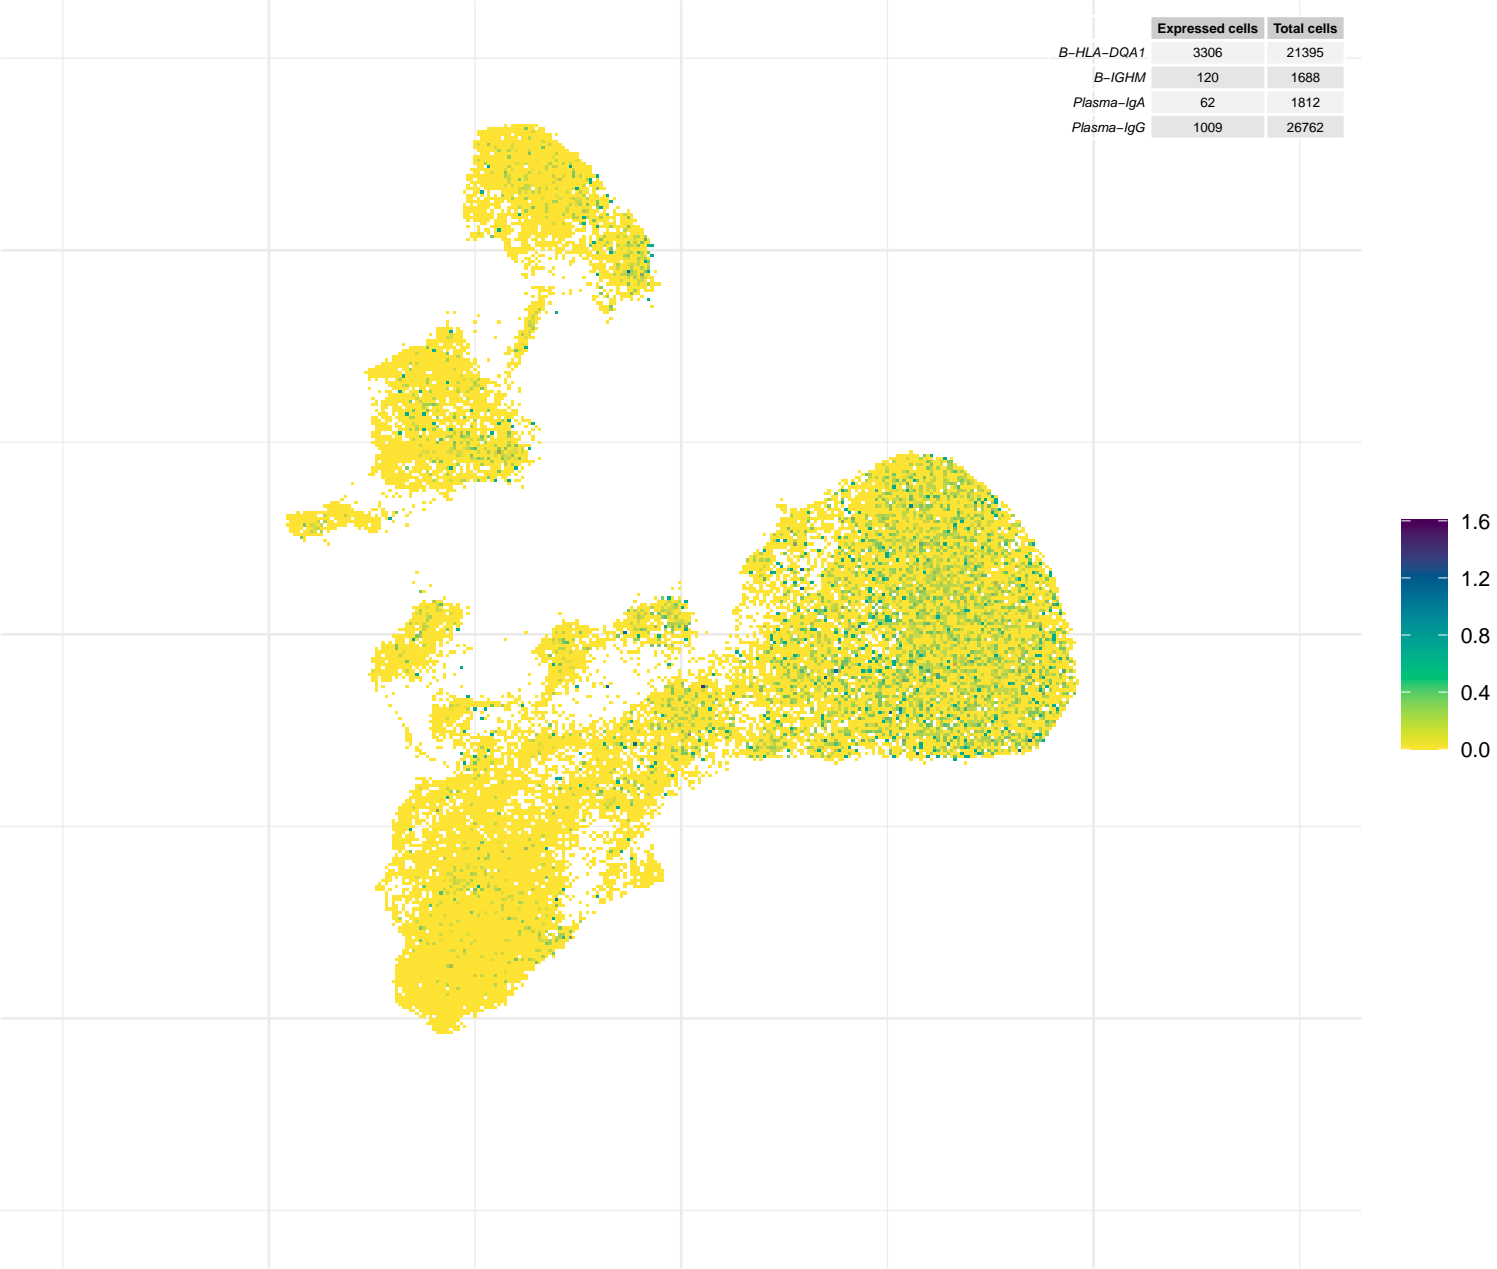 Expressed cells Total cells
B−HLA−DQA1 3306 21395
B−IGHM 120 1688
Plasma−IgA 62 1812
Plasma−IgG 1009 26762
1.6
1.2
0.8
0.4
0.0